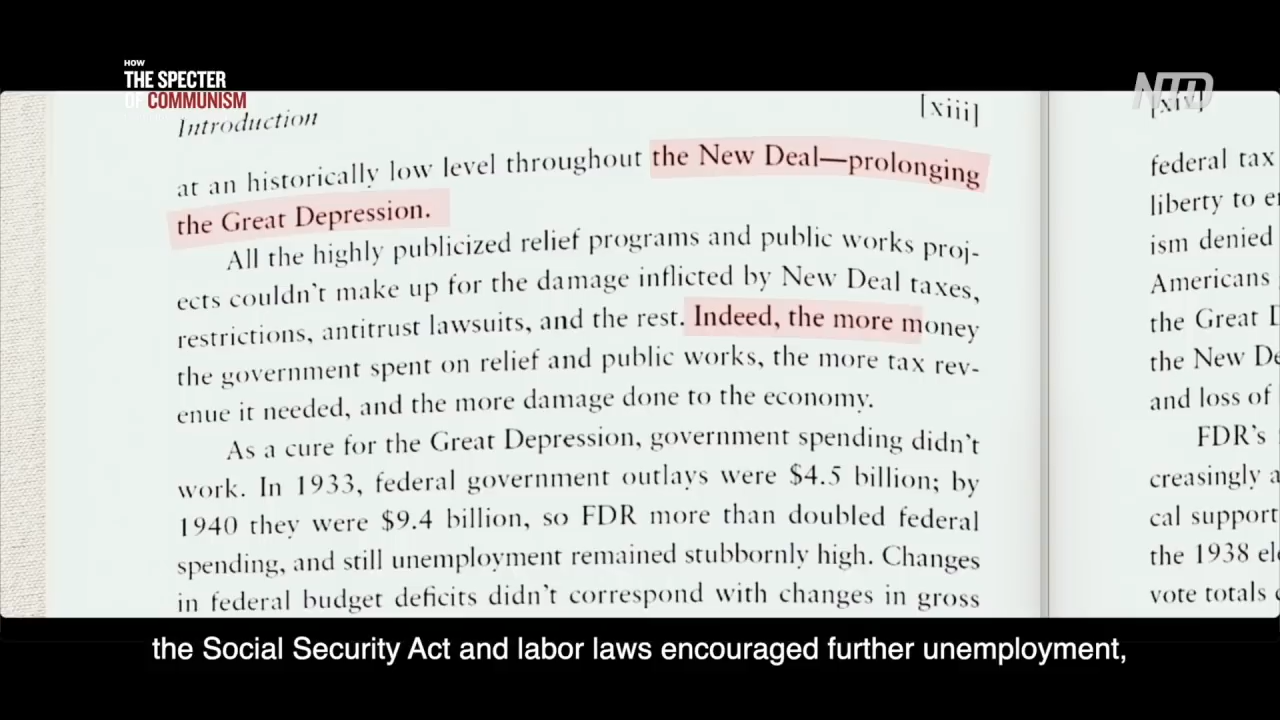 HOW
THE SPECTER
OF COMMUNISM
NTD
Introduction
[xiii]
at an historically low level throughout the New Deal—prolonging
the Great Depression.
All the highly publicized relief programs and public works proj-
ects couldn't make up for the damage inflicted by New Deal taxes,
restrictions, antitrust lawsuits, and the rest. Indeed, the more money
the government spent on relief and public works, the more tax rev-
enue it needed, and the more damage done to the economy.
As a cure for the Great Depression, government spending didn't
work. In 1933, federal government outlays were $4.5 billion; by
1940 they were $9.4 billion, so FDR more than doubled federal
spending, and still unemployment remained stubbornly high. Changes
in federal budget deficits didn't correspond with changes in gross
[xiv]
federal tax
liberty to
ism denied
Americans
the Great
the New
and loss of
FDR's
creasingly
cal support
the 1938
vote totals
the Social Security Act and labor laws encouraged further unemployment,